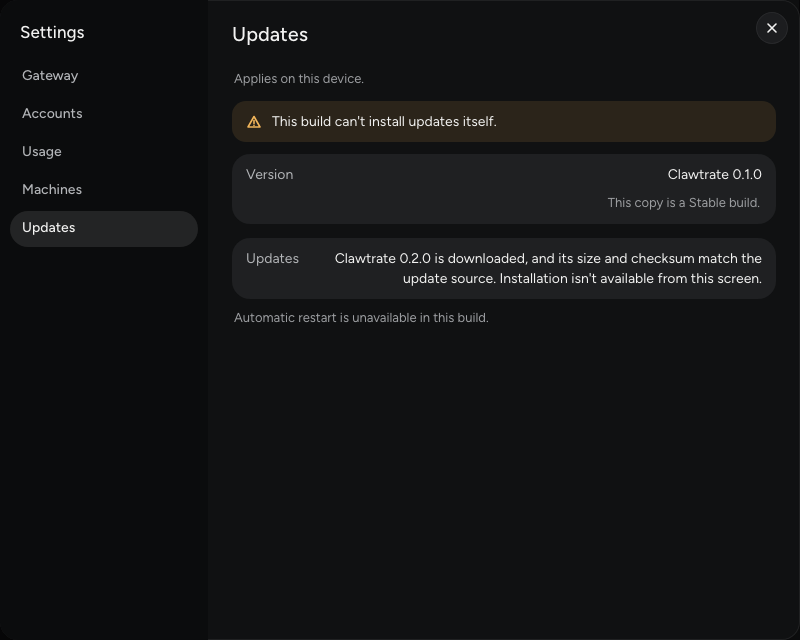 Settings
Gateway
Accounts
Usage
Machines
Updates
Updates
Applies on this device.
This build can't install updates itself.
Version
Clawtrate 0.1.0
This copy is a Stable build.
Updates
Clawtrate 0.2.0 is downloaded, and its size and checksum match the
update source. Installation isn't available from this screen.
Automatic restart is unavailable in this build.